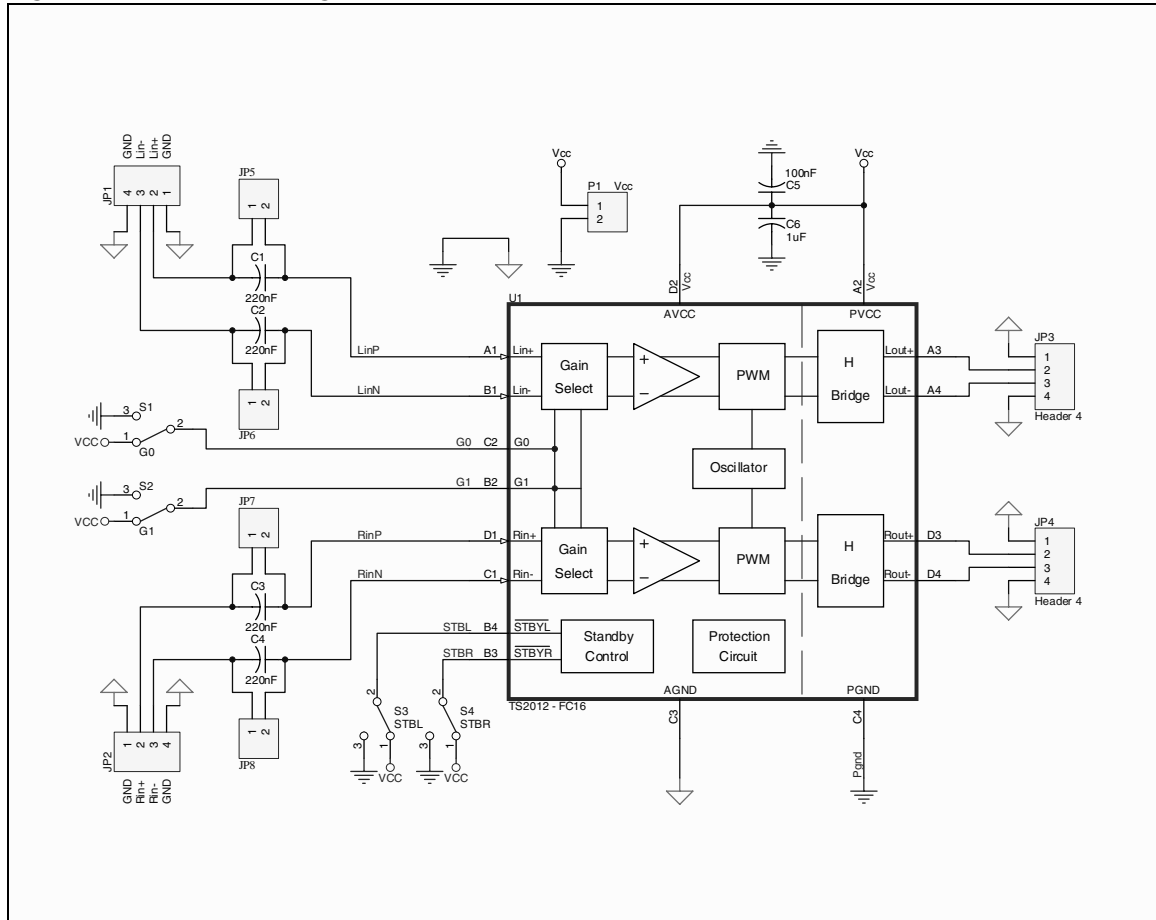 GND
Lin-
Lin+
GND
JP1
4
3
2
1
JP5
1
2
C1
220nF
C2
220nF
JP6
1
2
Vcc
P1 Vcc
1
2
Vcc
100nF
C5
C6
1uF
D2
Vcc
A2
Vcc
U1
AVCC
PVCC
LinP A1 Lin+
LinN B1 Lin-
Gain
Select
+
−
PWM
H
Bridge
Lout+ A3
Lout- A4
JP3
1
2
3
4
Header 4
3 S1
VCC 1 2
G0
G0 C2 G0
Oscillator
3 S2
VCC 1 2
G1
G1 B2 G1
JP7
1
2
C3
220nF
C4
220nF
JP8
1
2
RinP D1 Rin+
RinN C1 Rin-
Gain
Select
+
−
PWM
H
Bridge
Rout+ D3
Rout- D4
JP4
1
2
3
4
Header 4
JP2
1
2
3
4
GND
Rin+
Rin-
GND
STBL B4 STBYL
STBR B3 STBYR
Standby
Control
Protection
Circuit
2
S3
STBL
3
1
VCC
2
S4
STBR
3
1
VCC
TS2012 - FC16
AGND
PGND
C3
C4
Pgnd